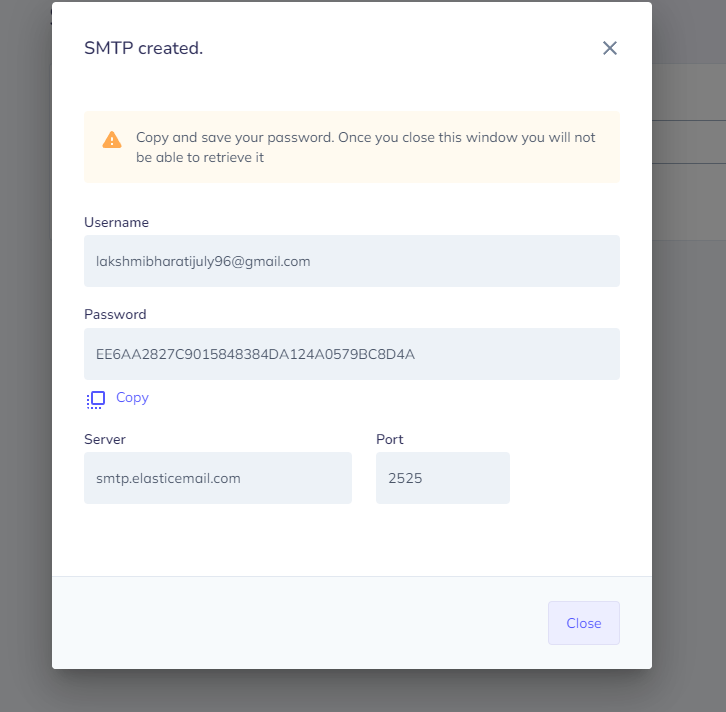 SMTP created.
Copy and save your password. Once you close this window you will not
be able to retrieve it
Username
lakshmibharatijuly96@gmail.com
Password
EE6AA2827C9015848384DA124A0579BC8D4A
Copy
Server
Port
smtp.elasticemail.com
2525
Close